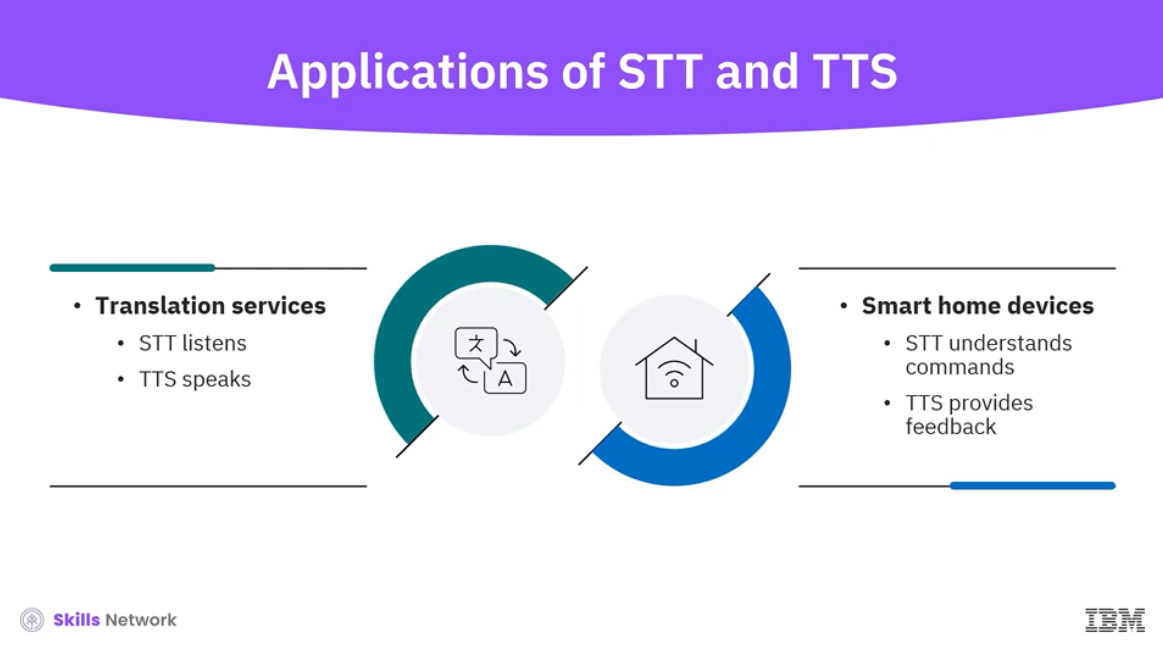 Applications of STT and TTS
• Translation services
• STT listens
• TTS speaks
文
A
• Smart home devices
• STT understands
commands
• TTS provides
feedback
Skills Network
IBM